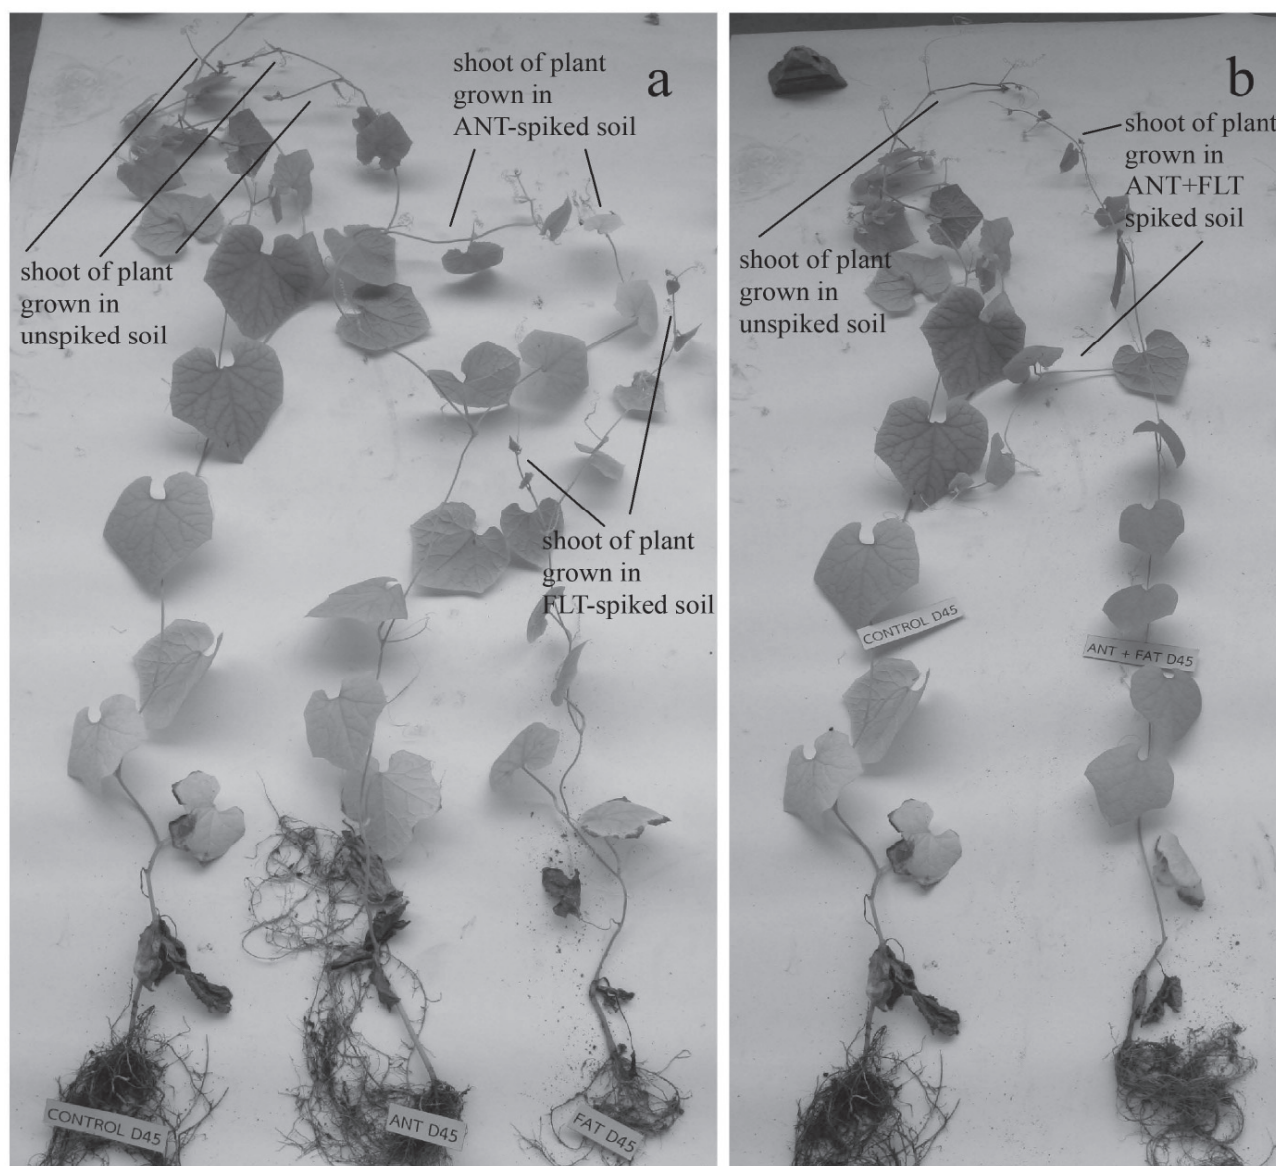 a
shoot of plant
grown in
ANT-spiked soil
shoot of plant
grown in
unspiked soil
shoot of plant
grown in
FLT-spiked soil
CONTROL D45
ANT D45
FAT D45
b
shoot of plant
grown in
ANT+FLT
spiked soil
shoot of plant
grown in
unspiked soil
CONTROL D45
ANT + FAT D45